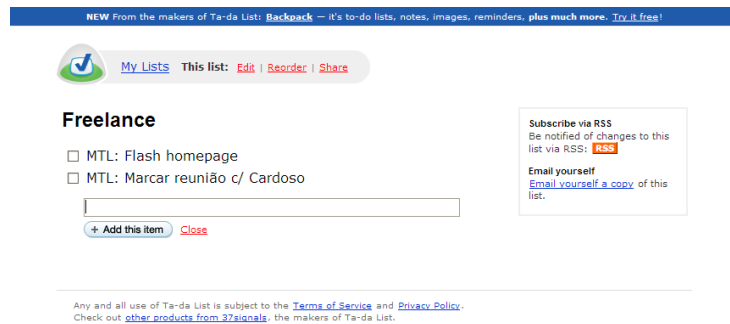 NEW From the makers of Ta-da List: Backpack — it's to-do lists, notes, images, reminders, plus much more. Try it free!
My Lists This list: Edit | Reorder | Share
Freelance
MTL: Flash homepage
MTL: Marcar reunião c/ Cardoso
+ Add this item Close
Subscribe via RSS
Be notified of changes to this
list via RSS: RSS
Email yourself
Email yourself a copy of this
list.
Any and all use of Ta-da List is subject to the Terms of Service and Privacy Policy.
Check out other products from 37signals, the makers of Ta-da List.